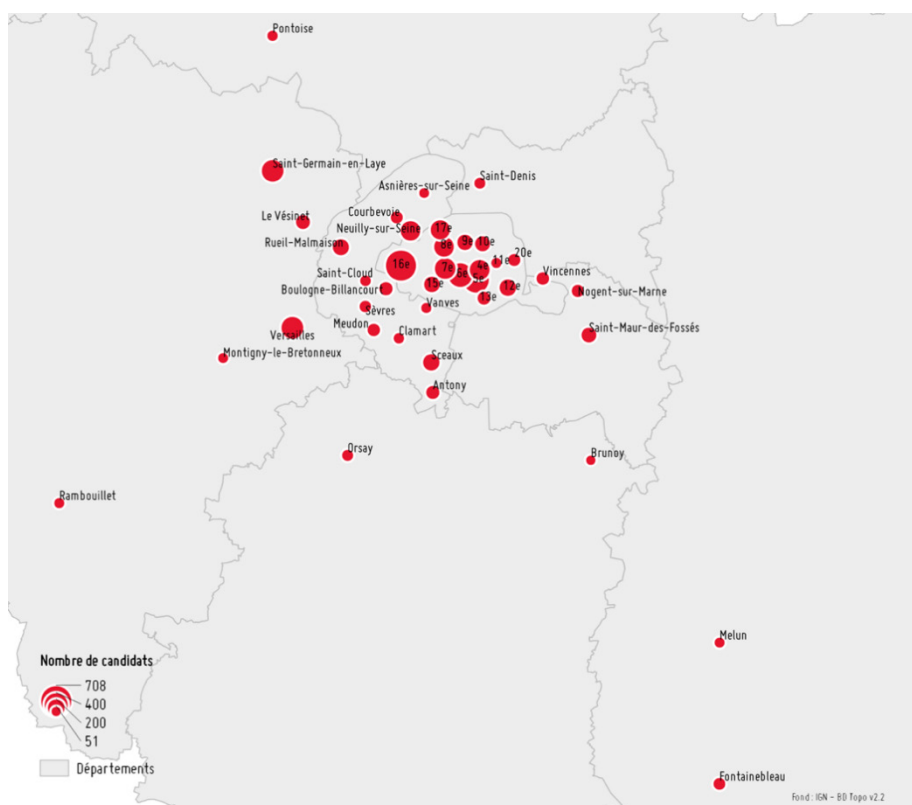 Pontoise
Saint-Germain-en-Laye
Saint-Denis
Asnières-sur-Seine
Le Vésinet
Courbevoie
Neuilly-sur-Seine
17e
Rueil-Malmaison
8e
9e
10e
20e
11e
16e
7e
4e
6e
5e
Saint-Cloud
15e
Vincennes
Boulogne-Billancourt
12e
Nogent-sur-Marne
13e
Sèvres
Vanves
Meudon
Clamart
Versailles
Saint-Maur-des-Fossés
Montigny-le-Bretonneux
Sceaux
Antony
Orsay
Brunoy
Rambouillet
Melun
Nombre de candidats
708
400
200
51
Départements
Fontainebleau
Fond : IGN - BD Topo v2.2